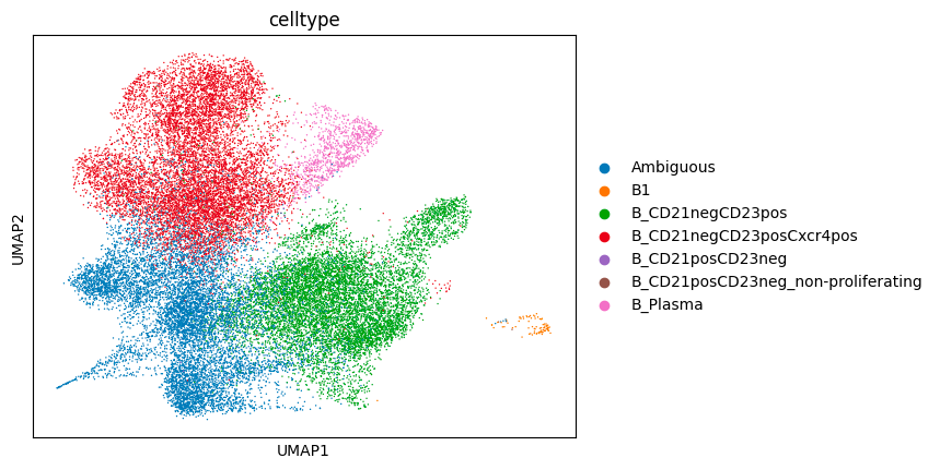 celltype
UMAP2
UMAP1
Ambiguous
B1
B_CD21negCD23pos
B_CD21negCD23posCxcr4pos
B_CD21posCD23neg
B_CD21posCD23neg_non-proliferating
B_Plasma